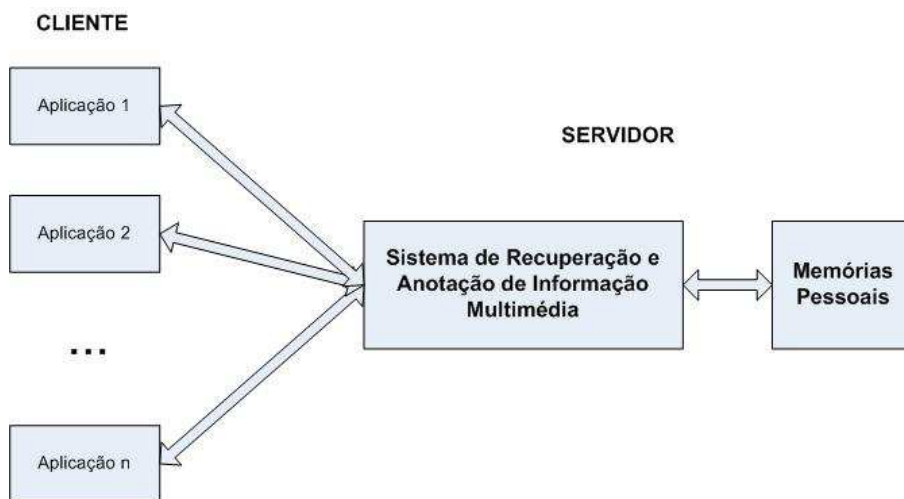 CLIENTE
Aplicação 1
SERVIDOR
Aplicação 2
Sistema de Recuperação e
Anotação de Informação
Multimédia
Memórias
Pessoais
...
Aplicação n